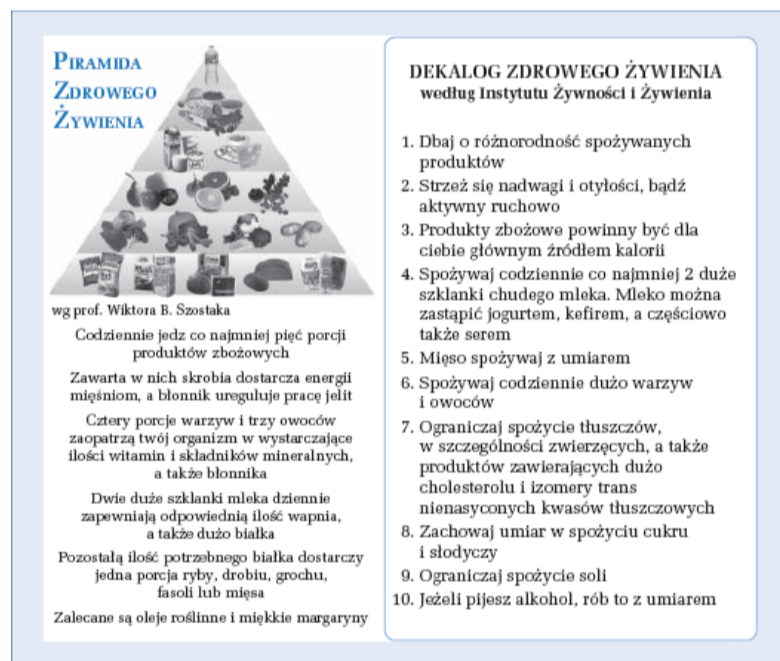 PIRAMIDA
ZDROWEGO
ŻYWIENIA
wg prof. Wiktora B. Szostaka
Codziennie jedz co najmniej pięć porcji
produktów zbożowych
Zawarta w nich skrobia dostarcza energii
mięśniom, a błonnik ureguluje pracę jelit
Cztery porcje warzyw i trzy owoców
zaopatrzą twój organizm w wystarczające
ilości witamin i składników mineralnych,
a także błonnika
Dwie duże szklanki mleka dziennie
zapewniają odpowiednią ilość wapnia,
a także dużo białka
Pozostałą ilość potrzebnego białka dostarczy
jedna porcja ryby, drobiu, grochu,
fasoli lub mięsa
Zalecane są oleje roślinne i miękkie margaryny
DEKALOG ZDROWEGO ŻYWIENIA
według Instytutu Żywności i Żywienia
1. Dbaj o różnorodność spożywanych
produktów
2. Strzeż się nadwagi i otyłości, bądź
aktywny ruchowo
3. Produkty zbożowe powinny być dla
ciebie głównym źródłem kalorii
4. Spożywaj codziennie co najmniej 2 duże
szklanki chudego mleka. Mleko można
zastąpić jogurtem, kefirem, a częściowo
także serem
5. Mięso spożywaj z umiarem
6. Spożywaj codziennie dużo warzyw
i owoców
7. Ograniczaj spożycie tłuszczów,
w szczególności zwierzęcych, a także
produktów zawierających dużo
cholesterolu i izomery trans
nienasyconych kwasów tłuszczowych
8. Zachowaj umiar w spożyciu cukru
i słodyczy
9. Ograniczaj spożycie soli
10. Jeżeli pijesz alkohol, rób to z umiarem